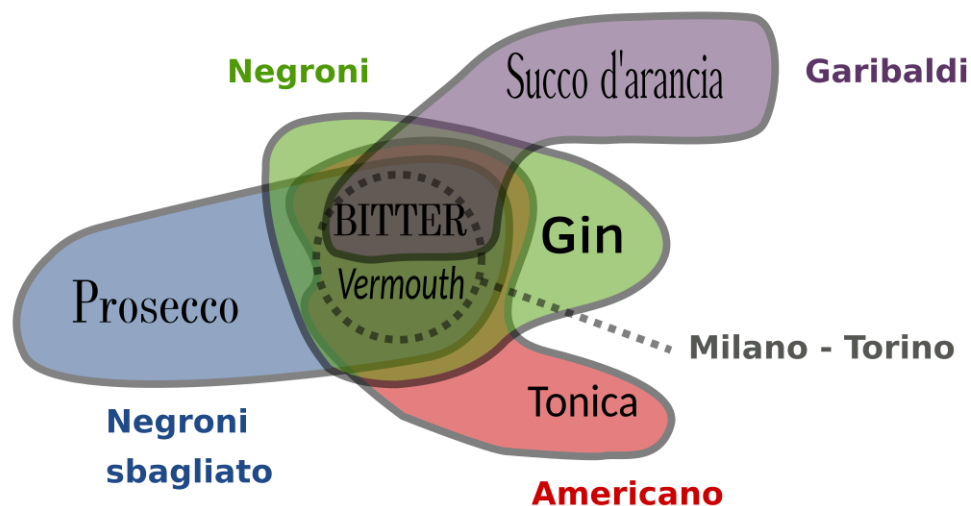 Negroni
Succo d'arancia
Garibaldi
BITTER
Gin
Prosecco
Vermouth
Milano - Torino
Tonica
Negroni
sbagliato
Americano